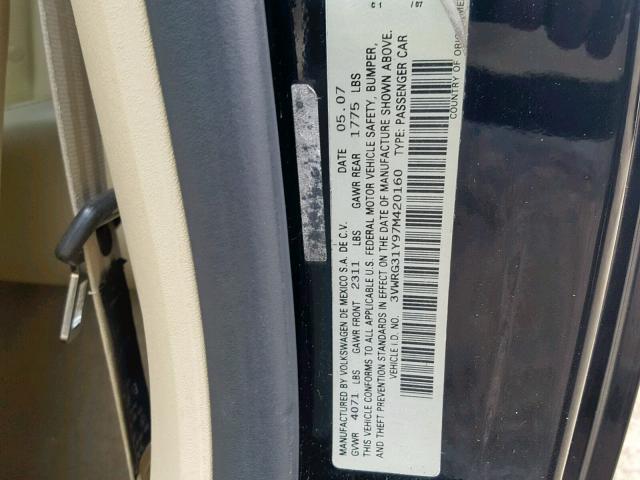 MANUFACTURED BY VOLKSWAGEN DE MEXICO S.A. DE C.V. DATE 05.07
GVWR 4071 LBS GAWR FRONT 2311 LBS GAWR REAR 1775 LBS
THIS VEHICLE CONFORMS TO ALL APPLICABLE U.S. FEDERAL MOTOR VEHICLE SAFETY, BUMPER,
AND THEFT PREVENTION STANDARDS IN EFFECT ON THE DATE OF MANUFACTURE SHOWN ABOVE.
VEHICLE I.D. NO. 3VWRG31Y97M420160 TYPE: PASSENGER CAR
COUNTRY OF ORIGIN